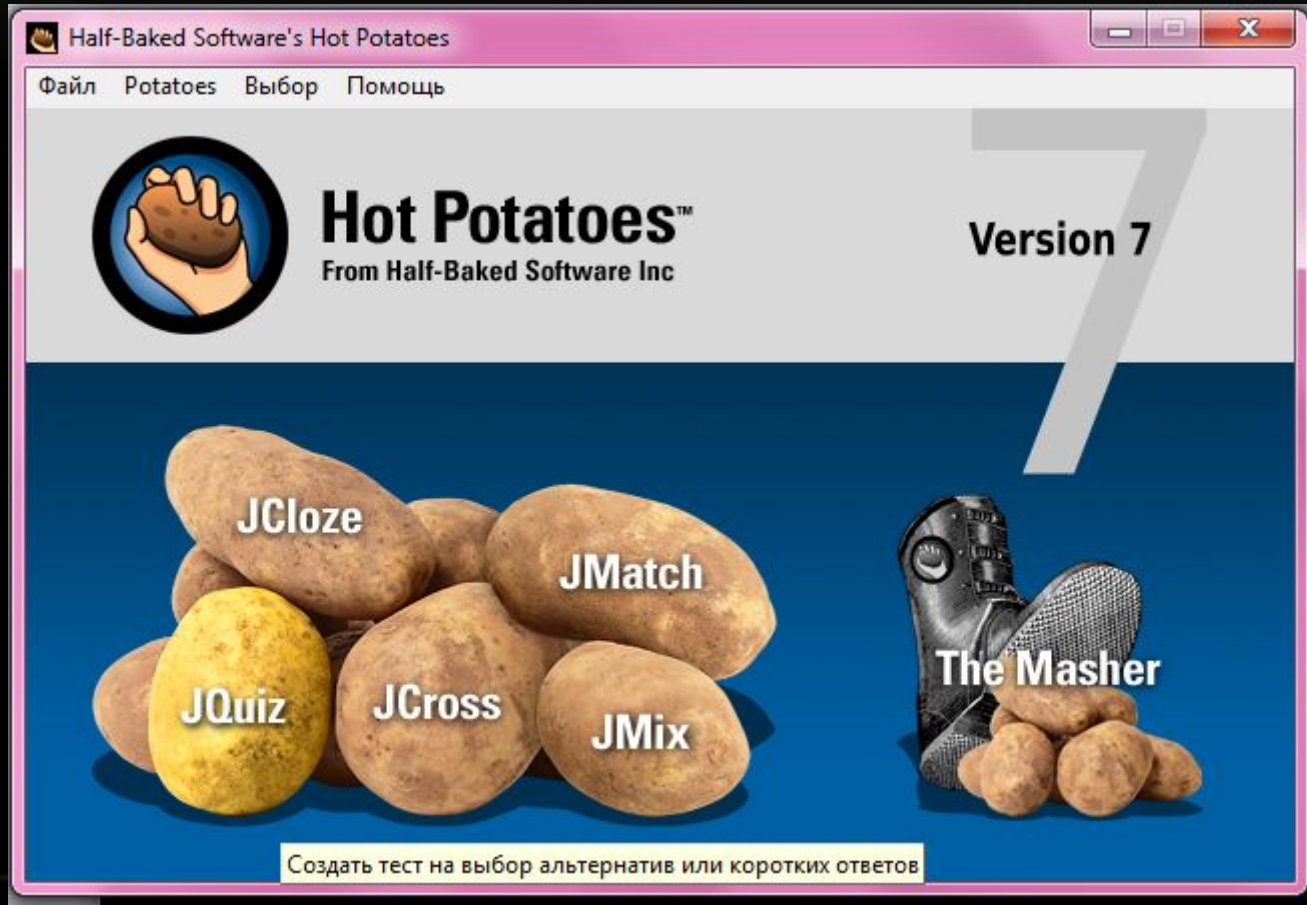 Half-Baked Software's Hot Potatoes
Файл Potatoes Выбор Помощь
Hot Potatoes™
From Half-Baked Software Inc
7
Version 7
JCloze
JMatch
JQuiz
JCross
JMix
The Masher
Создать тест на выбор альтернатив или коротких ответов